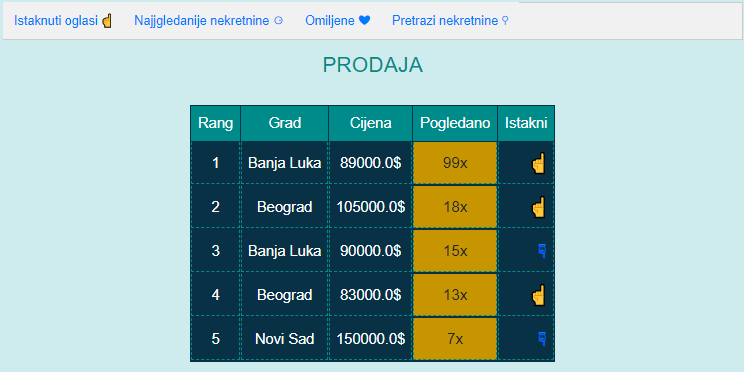 Istaknuti oglasi Najjgledanije nekretnine Omiljene Pretrazi nekretnine
PRODAJA
Rang Grad Cijena Pogledano Istakni
1 Banja Luka 89000.0$ 99x
2 Beograd 105000.0$ 18x
3 Banja Luka 90000.0$ 15x
4 Beograd 83000.0$ 13x
5 Novi Sad 150000.0$ 7x